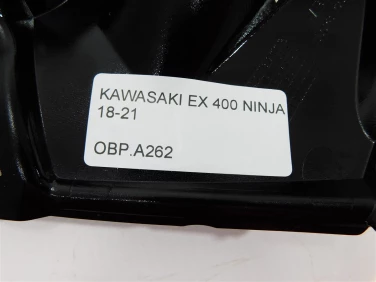 KAWASAKI EX 400 NINJA
18-21
OBP.A262